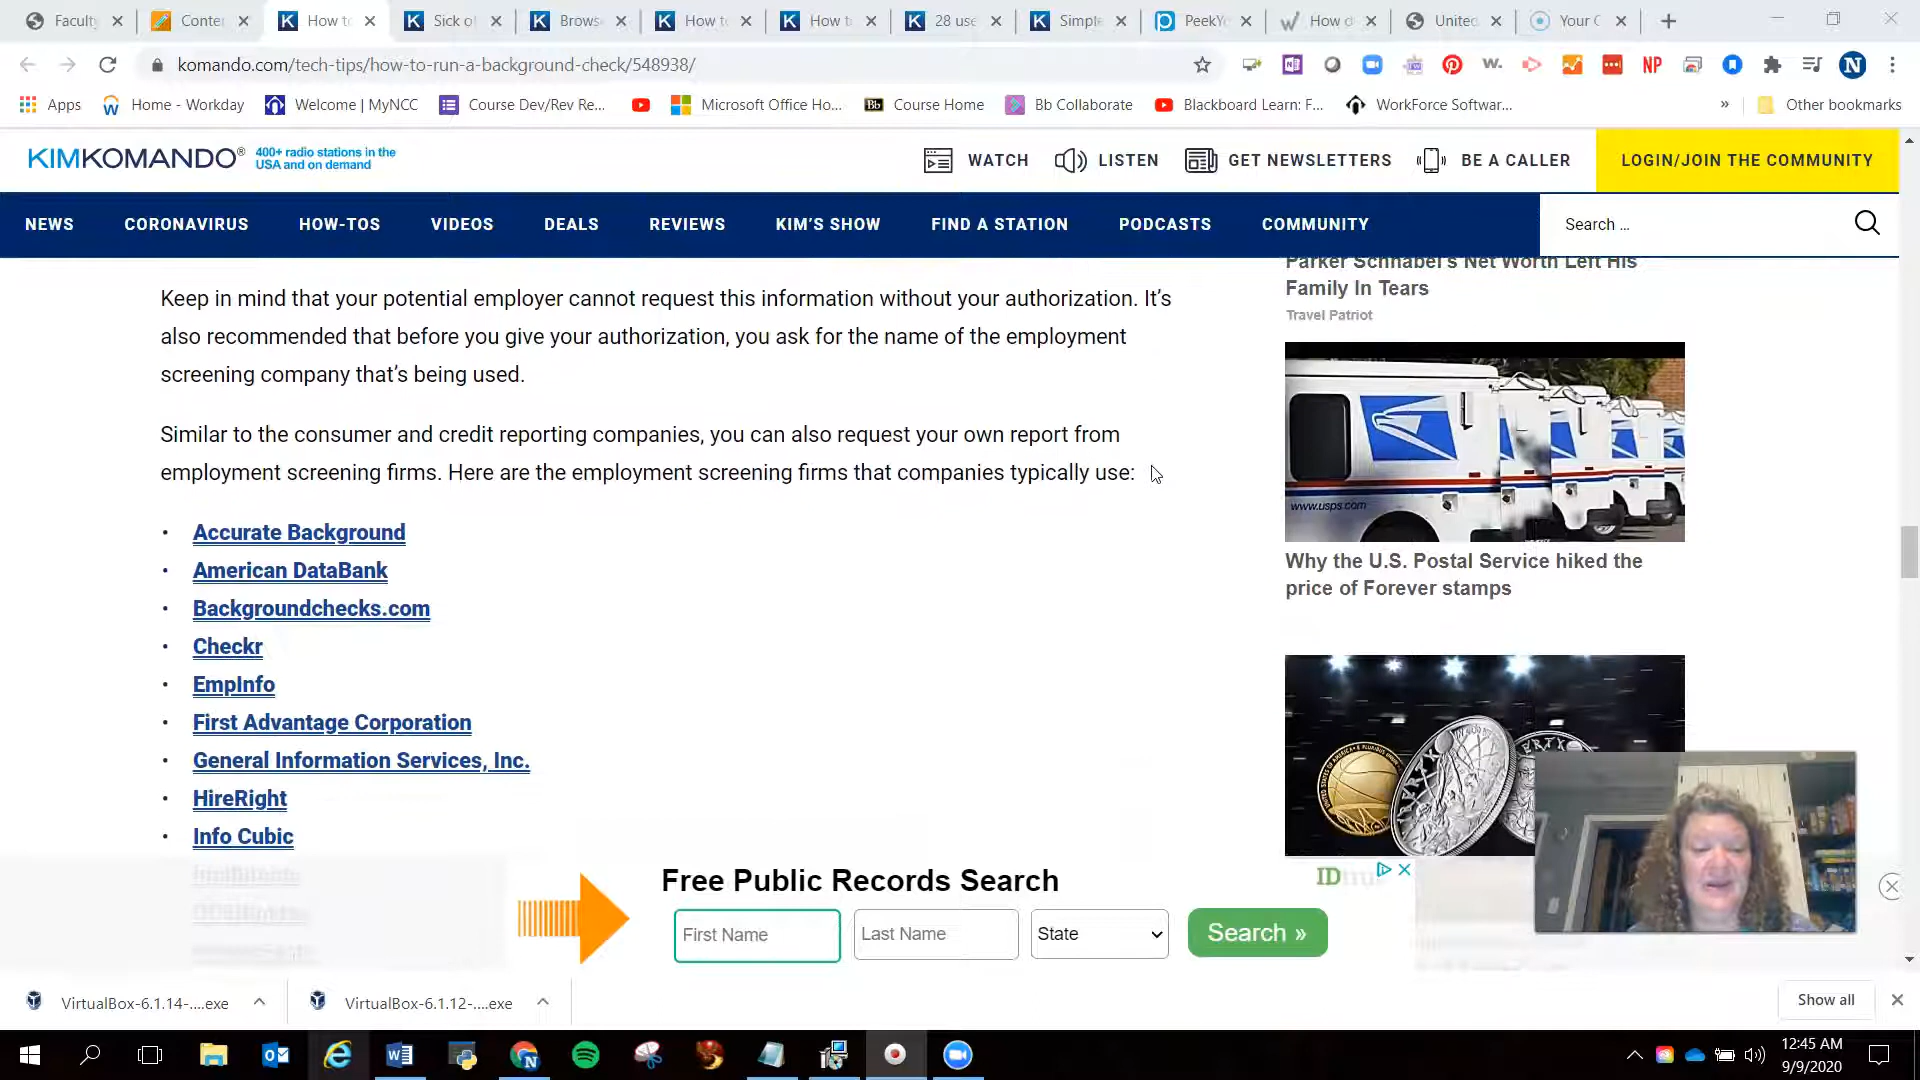 Faculty
Conter
How to
Sick of
Brows
How to
How to
28 use
Simple
PeekYo
How d
United
Your C
komando.com/tech-tips/how-to-run-a-background-check/548938/
Apps
Home - Workday
Welcome | MyNCC
Course Dev/Rev Re...
Microsoft Office Ho...
Bb
Course Home
Bb Collaborate
Blackboard Learn: F...
WorkForce Softwar...
»
Other bookmarks
KIMKOMANDO®
400+ radio stations in the
USA and on demand
WATCH
LISTEN
GET NEWSLETTERS
BE A CALLER
LOGIN/JOIN THE COMMUNITY
NEWS
CORONAVIRUS
HOW-TOS
VIDEOS
DEALS
REVIEWS
KIM'S SHOW
FIND A STATION
PODCASTS
COMMUNITY
Search ...
Keep in mind that your potential employer cannot request this information without your authorization. It's
also recommended that before you give your authorization, you ask for the name of the employment
screening company that's being used.
Similar to the consumer and credit reporting companies, you can also request your own report from
employment screening firms. Here are the employment screening firms that companies typically use:
• Accurate Background
• American DataBank
• Backgroundchecks.com
• Checkr
• EmpInfo
• First Advantage Corporation
• General Information Services, Inc.
• HireRight
• Info Cubic
Parker Schnabel's Net Worth Left His
Family In Tears
Travel Patriot
www.usps.com
Why the U.S. Postal Service hiked the
price of Forever stamps
LIBERTY
Free Public Records Search
First Name
Last Name
State
Search »
VirtualBox-6.1.14-....exe
VirtualBox-6.1.12-....exe
Show all
12:45 AM
9/9/2020